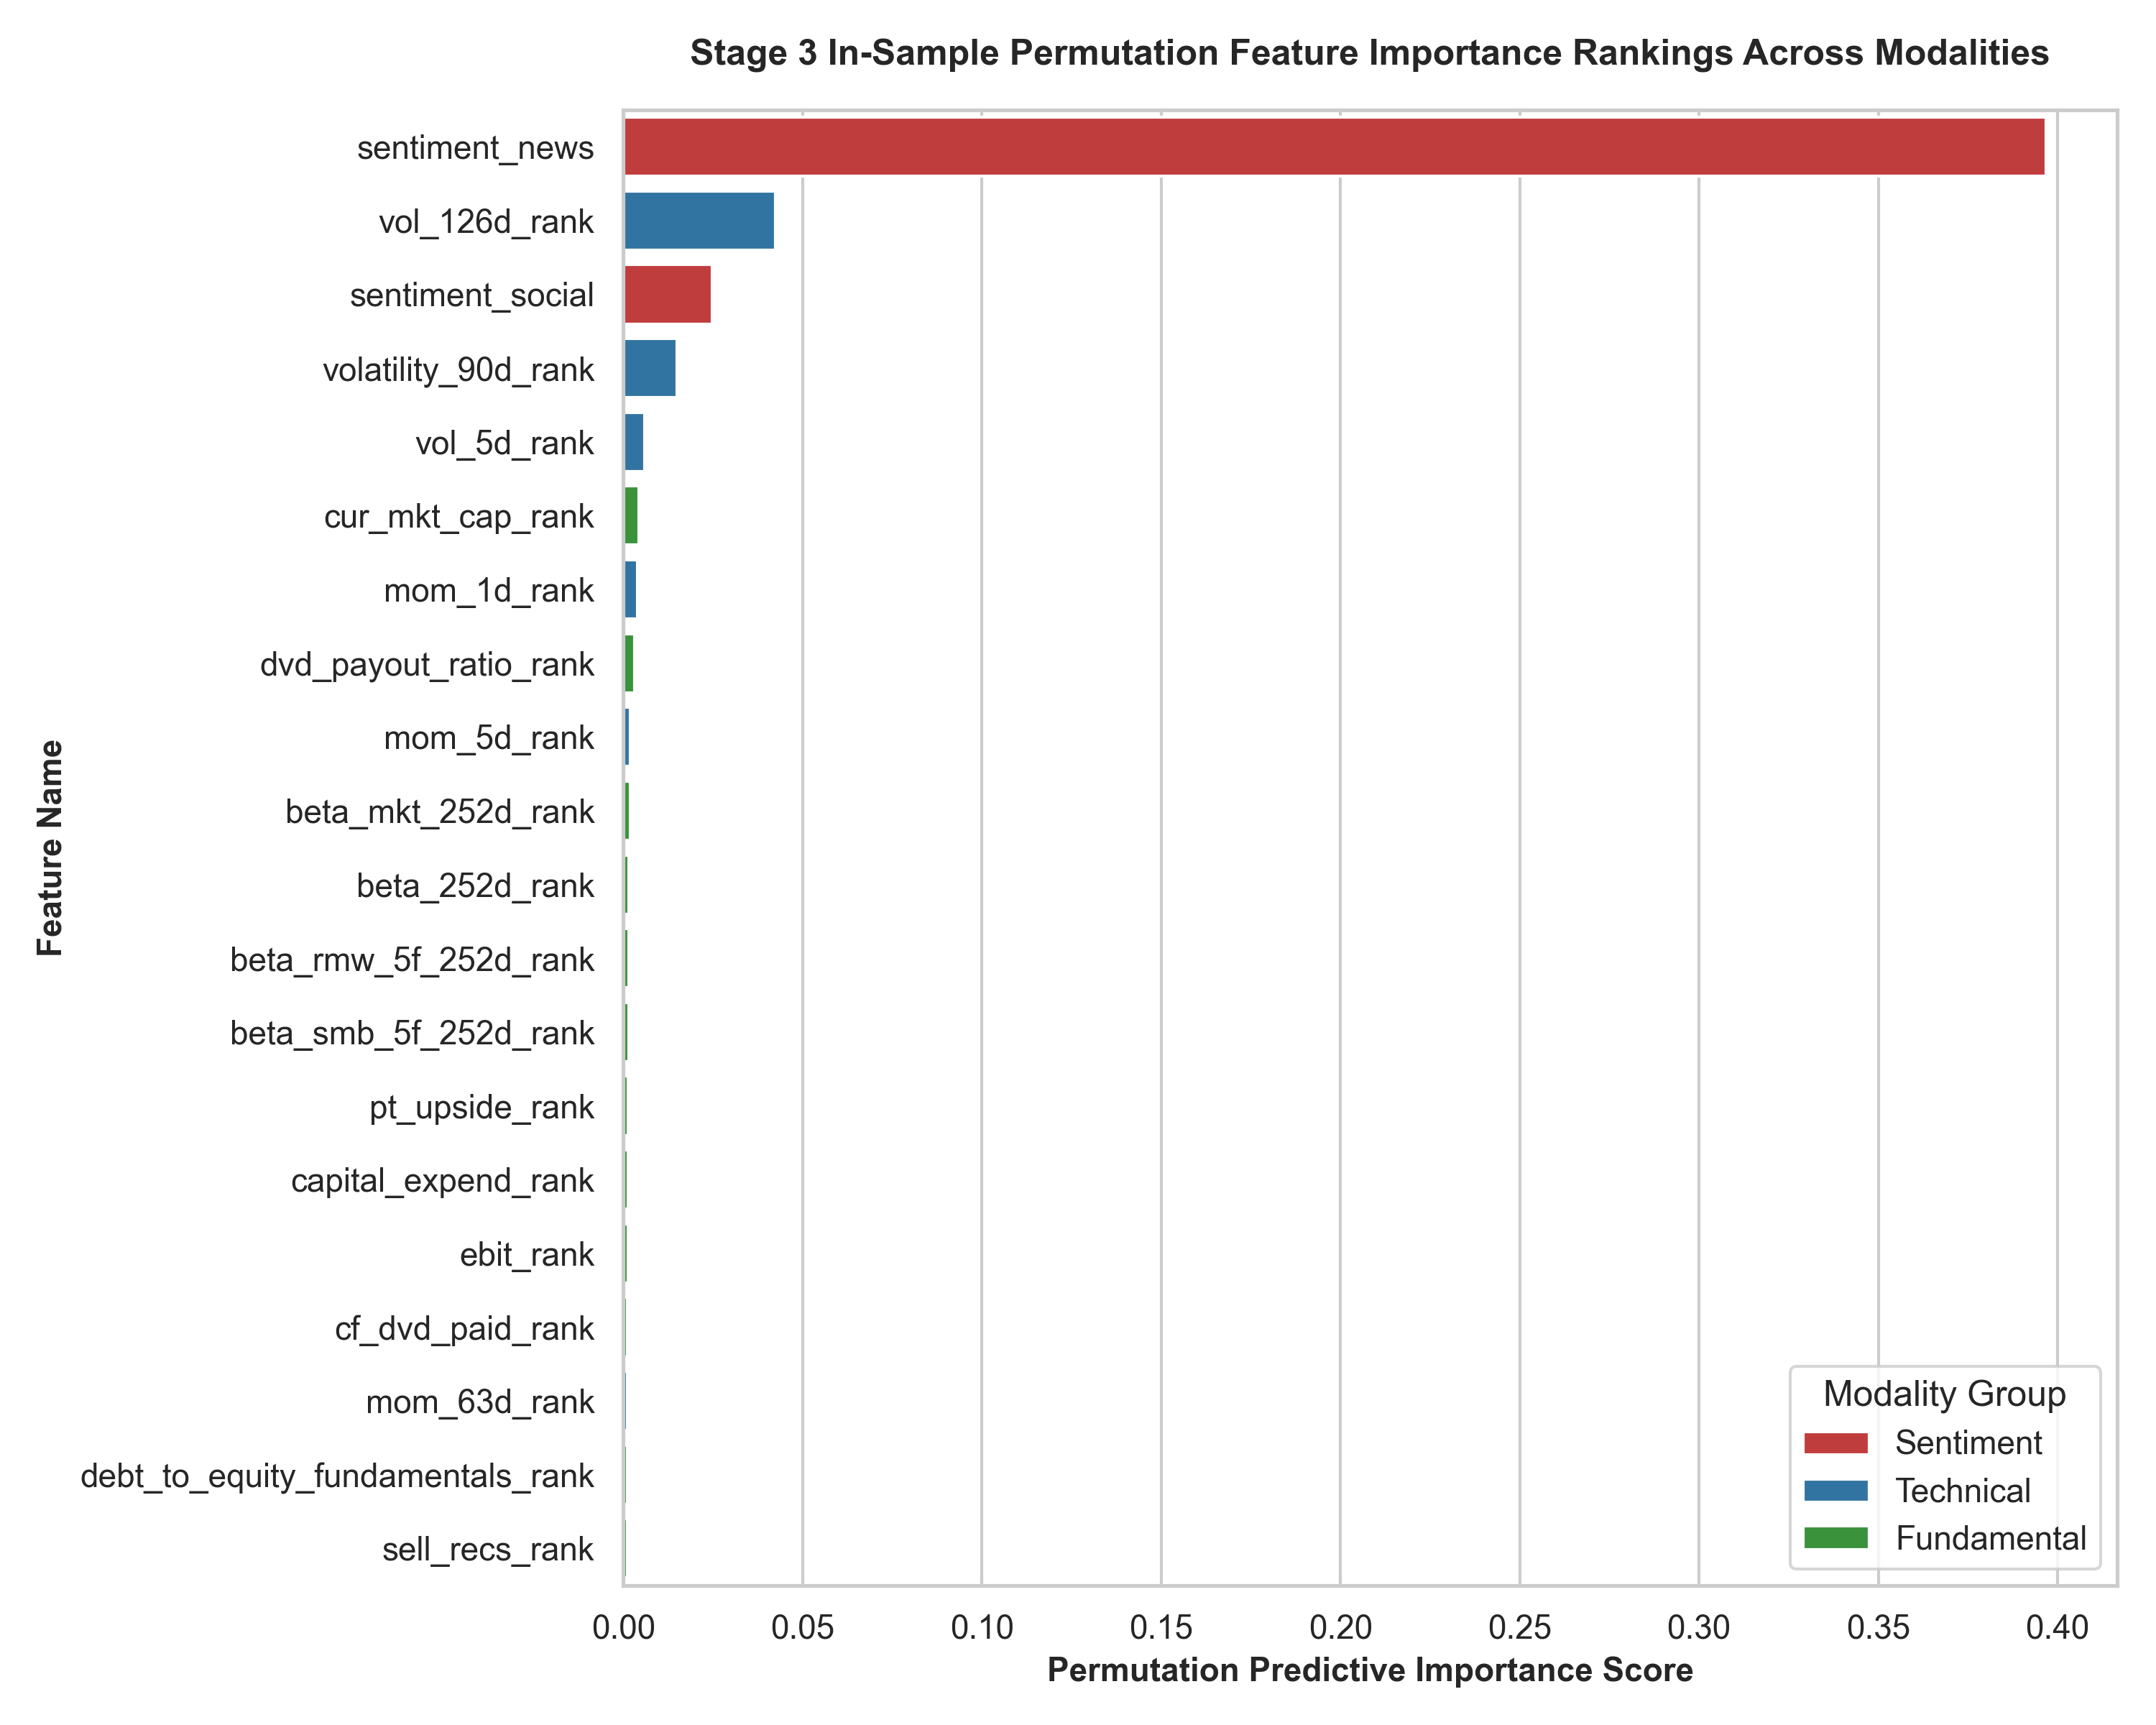 Stage 3 In-Sample Permutation Feature Importance Rankings Across Modalities
Feature Name
sentiment_news
vol_126d_rank
sentiment_social
volatility_90d_rank
vol_5d_rank
cur_mkt_cap_rank
mom_1d_rank
dvd_payout_ratio_rank
mom_5d_rank
beta_mkt_252d_rank
beta_252d_rank
beta_rmw_5f_252d_rank
beta_smb_5f_252d_rank
pt_upside_rank
capital_expend_rank
ebit_rank
cf_dvd_paid_rank
mom_63d_rank
debt_to_equity_fundamentals_rank
sell_recs_rank
Modality Group
Sentiment
Technical
Fundamental
0.00 0.05 0.10 0.15 0.20 0.25 0.30 0.35 0.40
Permutation Predictive Importance Score